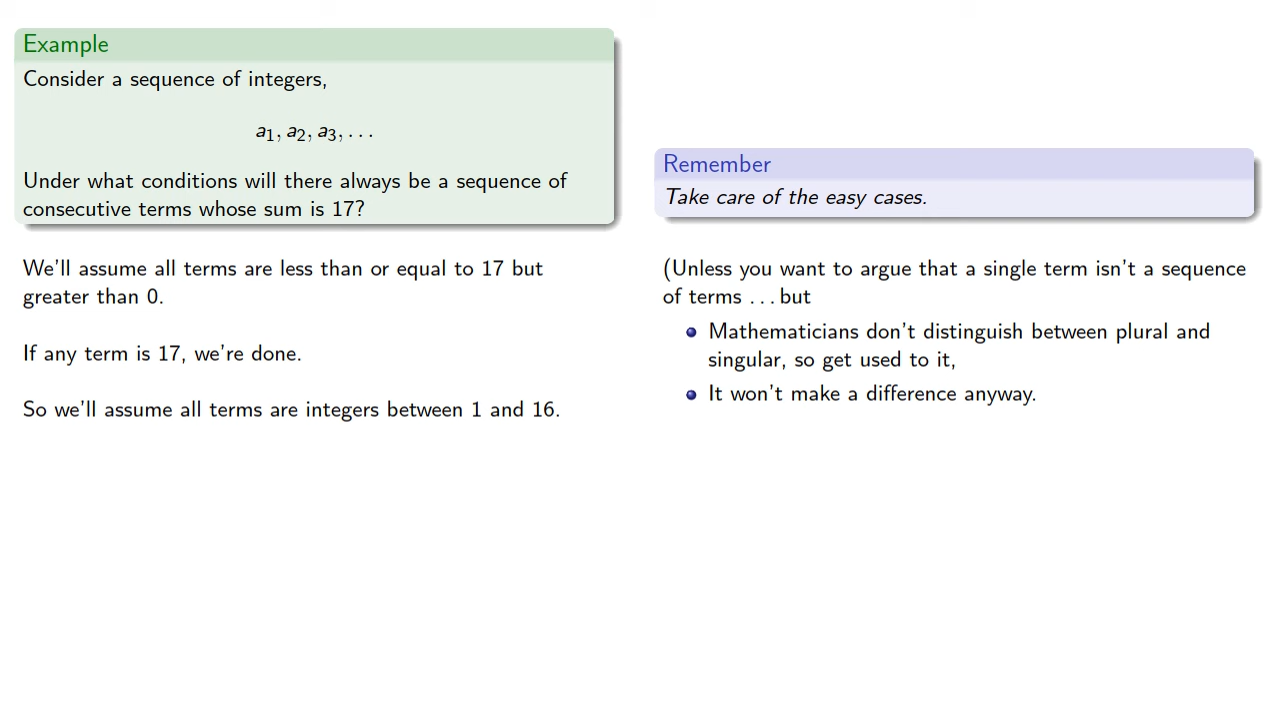 Example
Consider a sequence of integers,
a₁, a₂, a₃, . . .
Under what conditions will there always be a sequence of
consecutive terms whose sum is 17?
We'll assume all terms are less than or equal to 17 but
greater than 0.
If any term is 17, we're done.
So we'll assume all terms are integers between 1 and 16.
Remember
Take care of the easy cases.
(Unless you want to argue that a single term isn't a sequence
of terms . . . but
Mathematicians don't distinguish between plural and
singular, so get used to it,
It won't make a difference anyway.